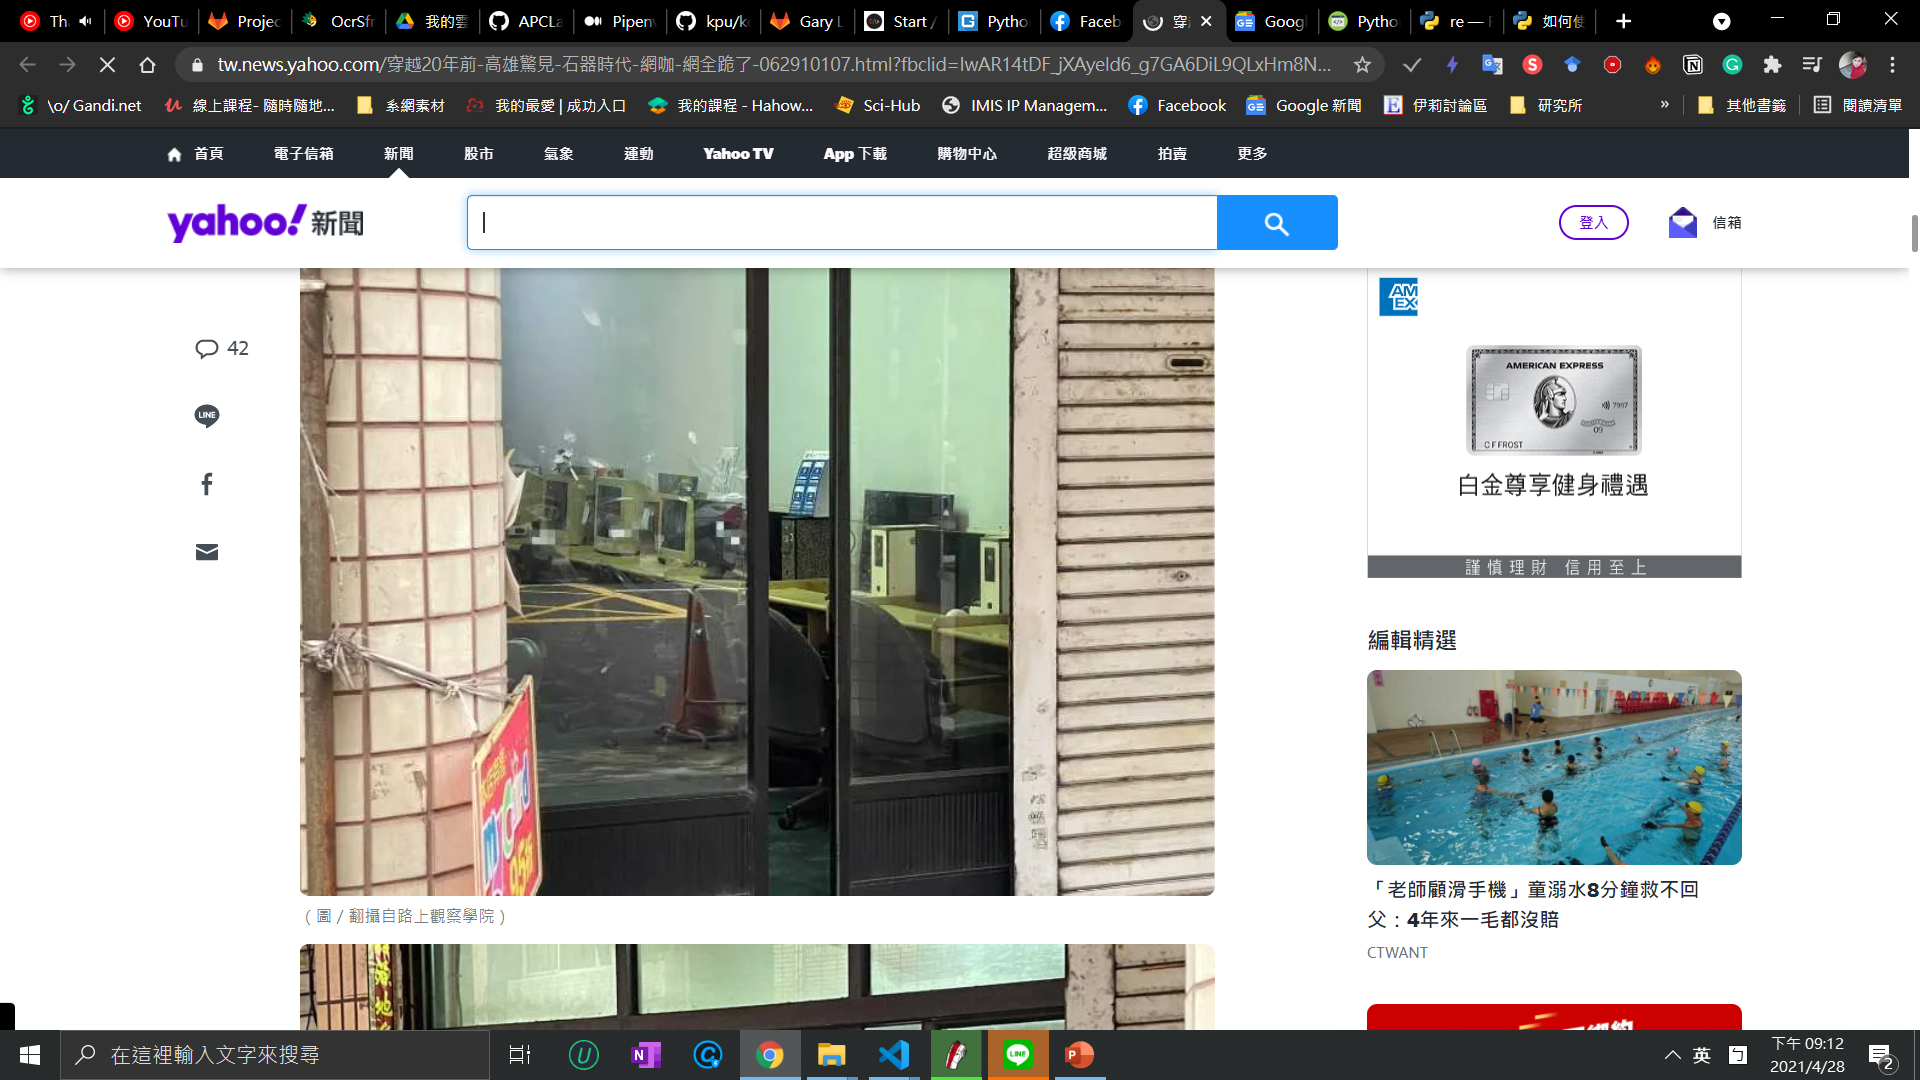 Th
YouTu
Projec
OcrSfr
我的雲
APCLa
Pipen
kpu/k
Gary L
Start /
Pytho
Faceb
穿
Googl
Pytho
re — F
如何使
tw.news.yahoo.com/穿越20年前-高雄驚見-石器時代-網咖-網全跪了-062910107.html?fbclid=IwAR14tDF_jXAyeld6_g7GA6DiL9QLxHm8N...
\o/ Gandi.net
線上課程- 隨時隨地...
系網素材
我的最愛 | 成功入口
我的課程 - Hahow...
Sci-Hub
IMIS IP Managem...
Facebook
Google 新聞
伊莉討論區
研究所
»
其他書籤
閱讀清單
首頁
電子信箱
新聞
股市
氣象
運動
Yahoo TV
App 下載
購物中心
超級商城
拍賣
更多
yahoo! 新聞
登入
信箱
42
LINE
AM
EX
AMERICAN EXPRESS
7997
09
C F FROST
白金尊享健身禮遇
謹慎理財 信用至上
(圖/翻攝自路上觀察學院)
編輯精選
「老師顧滑手機」童溺水8分鐘救不回
父：4年來一毛都沒賠
CTWANT
在這裡輸入文字來搜尋
英
下午 09:12
2021/4/28
2